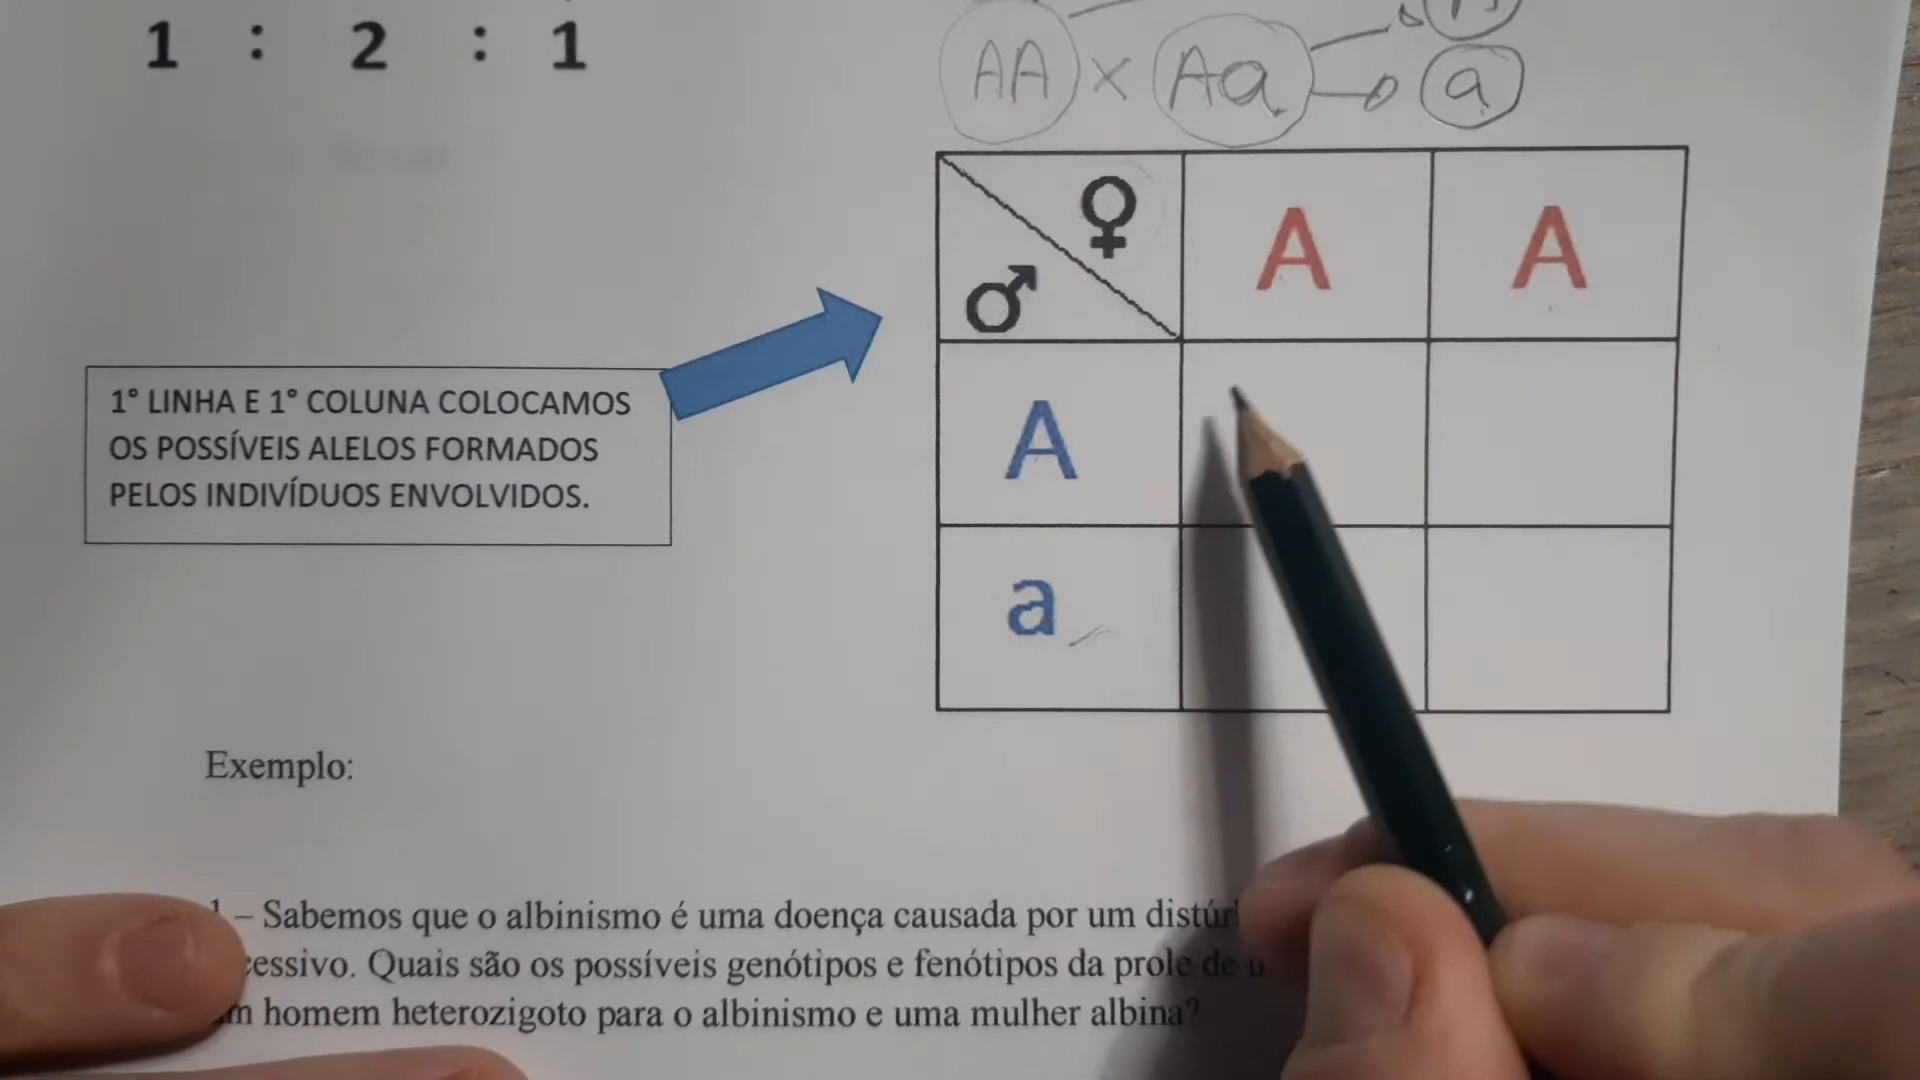 1 : 2 : 1
AA x Aa a
♀ A A
♂
A
a
1° LINHA E 1° COLUNA COLOCAMOS
OS POSSÍVEIS ALELOS FORMADOS
PELOS INDIVÍDUOS ENVOLVIDOS.
Exemplo:
– Sabemos que o albinismo é uma doença causada por um
Quais são os possíveis genótipos e fenótipos da prole de
homem heterozigoto para o albinismo e uma mulher albina?